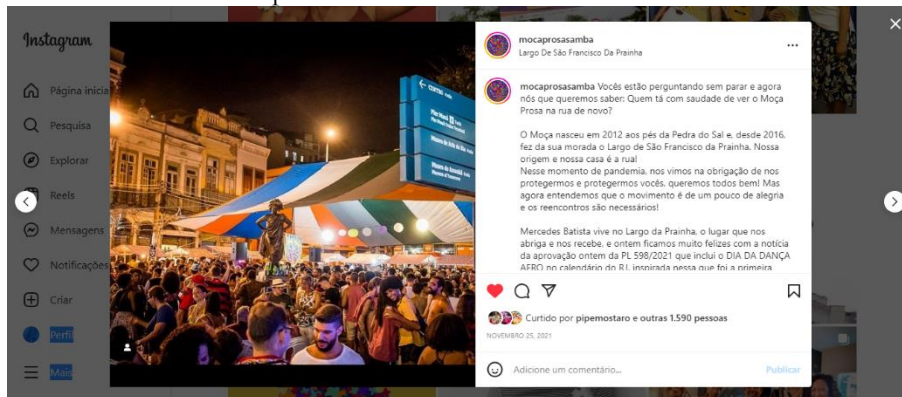 Instagram
Página inicia
Pesquisa
Explorar
Reels
Mensagens
Notificações
Criar
Perfil
Mais
CENTRO
mocaprosasamba
Largo De São Francisco Da Prainha
mocaprosasamba Vocês estão perguntando sem parar e agora
nós que queremos saber: Quem tá com saudade de ver o Moça
Prosa na rua de novo?
O Moça nasceu em 2012 aos pés da Pedra do Sal e, desde 2016,
fez da sua morada o Largo de São Francisco da Prainha. Nossa
origem e nossa casa é a rua!
Nesse momento de pandemia, nos vimos na obrigação de nos
protegermos e protegermos vocês, queremos todos bem! Mas
agora entendemos que o movimento é de um pouco de alegria
e os reencontros são necessários!
Mercedes Batista vive no Largo da Prainha, o lugar que nos
abriga e nos recebe, e ontem ficamos muito felizes com a notícia
da aprovação ontem da PL 598/2021 que inclui o DIA DA DANÇA
AFRO no calendário do RJ, inspirada nessa que foi a primeira
Curtido por pipemostaro e outras 1.590 pessoas
NOVEMBRO 25, 2021
Adicione um comentário...
Publicar